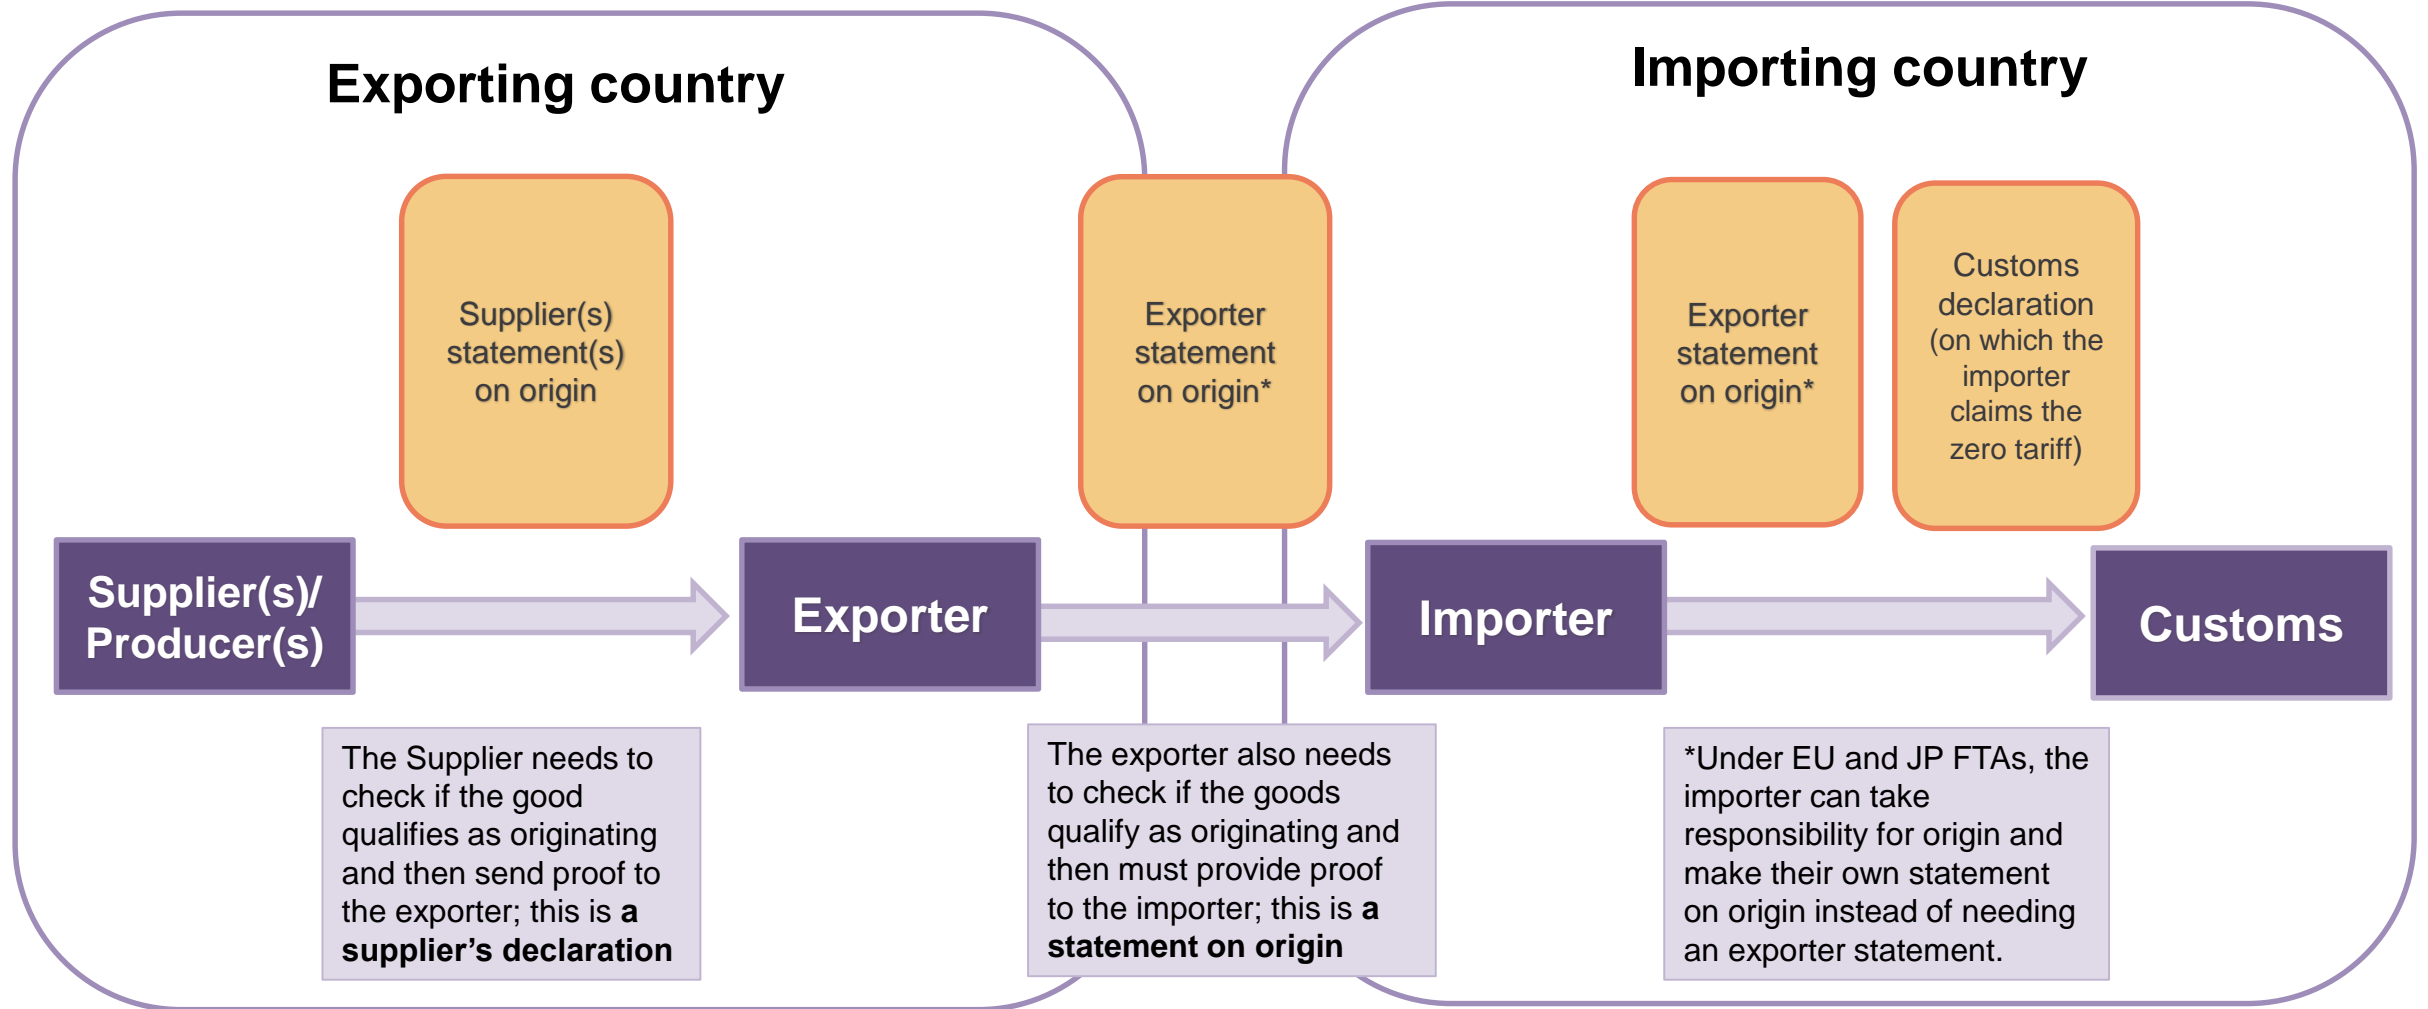 Exporting country
Importing country
Supplier(s)
statement(s)
on origin
Exporter
statement
on origin*
Exporter
statement
on origin*
Customs
declaration
(on which the
importer
claims the
zero tariff)
Supplier(s)/
Producer(s)
Exporter
Importer
Customs
The Supplier needs to
check if the good
qualifies as originating
and then send proof to
the exporter; this is a
supplier’s declaration
The exporter also needs
to check if the goods
qualify as originating and
then must provide proof
to the importer; this is a
statement on origin
*Under EU and JP FTAs, the
importer can take
responsibility for origin and
make their own statement
on origin instead of needing
an exporter statement.